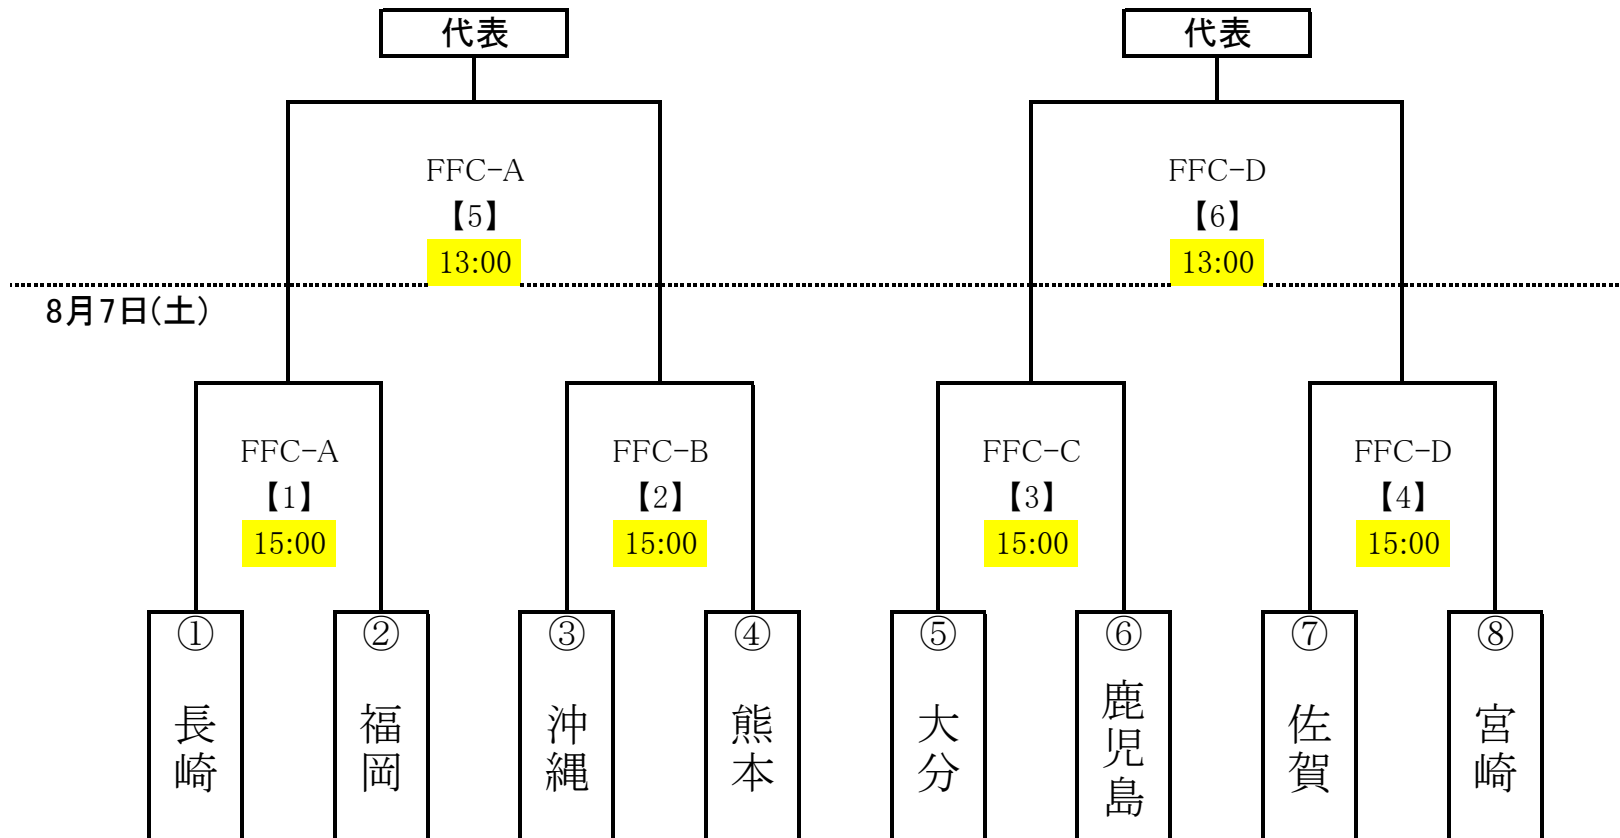 代表
代表
FFC-A
【5】
13:00
FFC-D
【6】
13:00
8月7日(土)
FFC-A
【1】
15:00
FFC-B
【2】
15:00
FFC-C
【3】
15:00
FFC-D
【4】
15:00
①
長崎
②
福岡
③
沖縄
④
熊本
⑤
大分
⑥
鹿児島
⑦
佐賀
⑧
宮崎